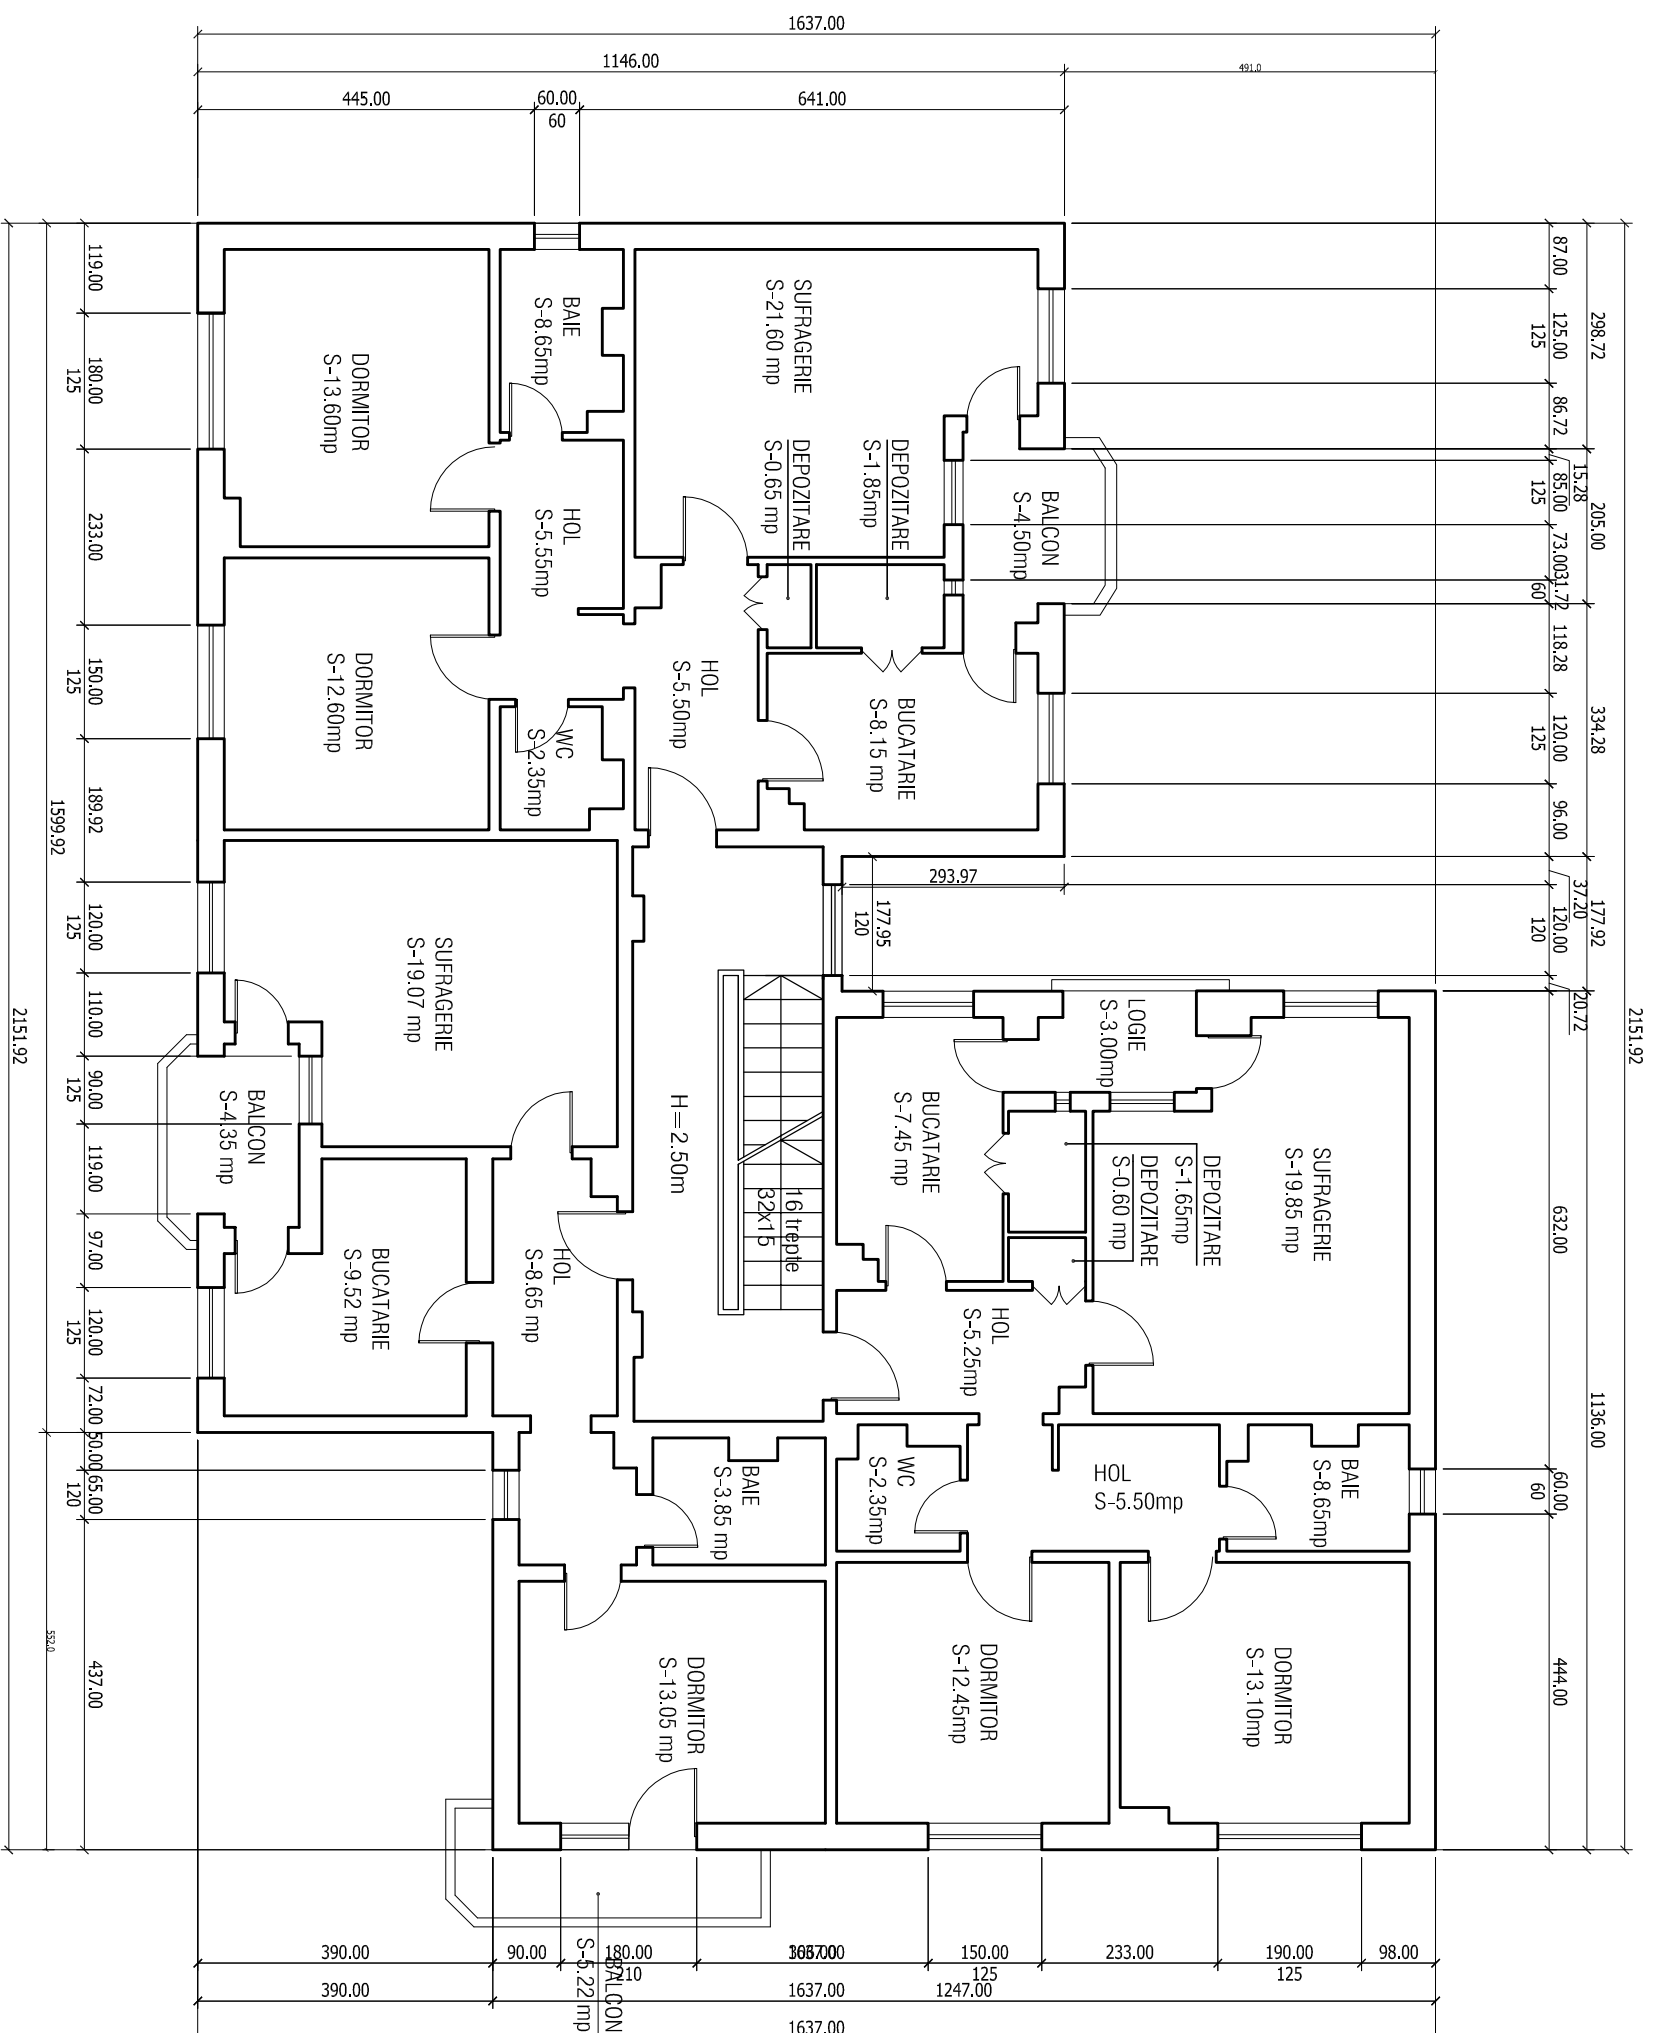 1637.00
1146.00
491.0
445.00
60.00
60
641.00
87.00
125.00
125
86.72
15.28
85.00
125
73.00
31.72
60
118.28
120.00
125
96.00
37.20
120.00
120
20.72
632.00
60.00
60
444.00
298.72
205.00
334.28
177.92
1136.00
2151.92
119.00
180.00
125
233.00
150.00
125
189.92
120.00
125
110.00
90.00
125
119.00
97.00
120.00
125
72.00
50.00
65.00
120
437.00
1599.92
552.0
2151.92
293.97
177.95
120
SUFRAGERIE
S-21.60 mp
BAIE
S-8.65mp
DORMITOR
S-13.60mp
DEPOZITARE
S-1.85mp
DEPOZITARE
S-0.65 mp
BALCON
S-4.50mp
HOL
S-5.55mp
DORMITOR
S-12.60mp
HOL
S-5.50mp
BUCATARIE
S-8.15 mp
WC
S-2.35mp
SUFRAGERIE
S-19.07 mp
BALCON
S-4.35 mp
BUCATARIE
S-9.52 mp
HOL
S-8.65 mp
H=2.50m
16 trepte
32x15
LOGIE
S-3.00mp
BUCATARIE
S-7.45 mp
SUFRAGERIE
S-19.85 mp
DEPOZITARE
S-1.65mp
DEPOZITARE
S-0.60 mp
HOL
S-5.25mp
WC
S-2.35mp
HOL
S-5.50mp
BAIE
S-8.65mp
BAIE
S-3.85 mp
DORMITOR
S-13.05 mp
DORMITOR
S-12.45mp
DORMITOR
S-13.10mp
BALCON
S-5.22 mp
390.00
90.00
180.00
210
150.00
125
233.00
190.00
125
98.00
390.00
1637.00
1247.00
1637.00